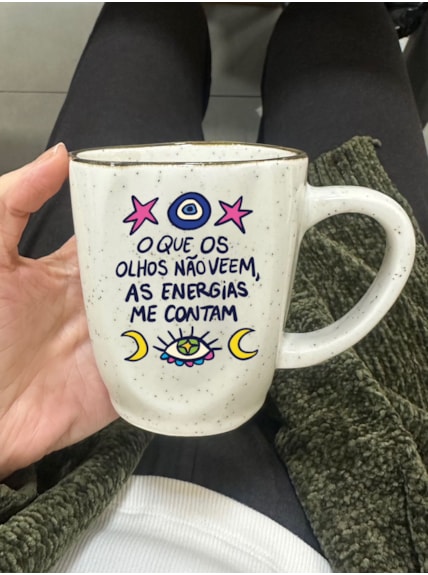 O QUE OS
OLHOS NÃO VEEM,
AS ENERGIAS
ME CONTAM